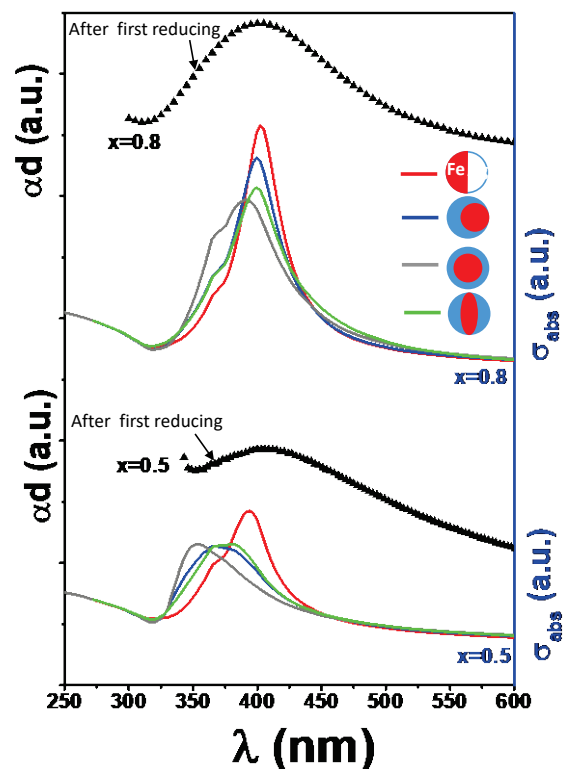 After first reducing
x=0.8
αd (a.u.)
Fe
σabs (a.u.)
x=0.8
After first reducing
x=0.5
αd (a.u.)
σabs (a.u.)
x=0.5
250 300 350 400 450 500 550 600
λ (nm)